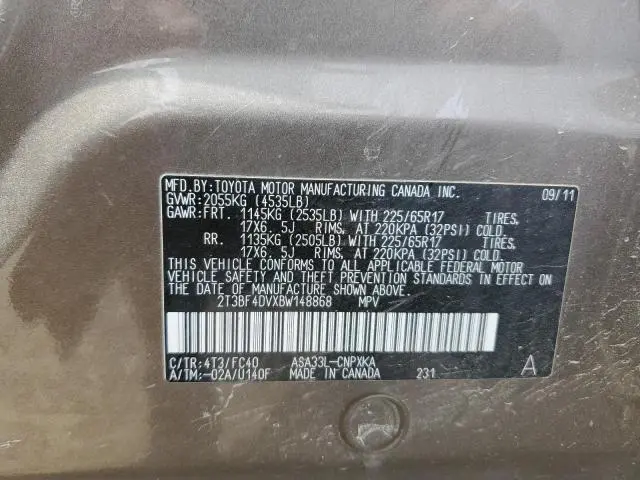 MFD. BY: TOYOTA MOTOR MANUFACTURING CANADA INC. 09/11
GVWR: 2055KG (4535LB)
GAWR: FRT. 1145KG (2535LB) WITH 225/65R17 TIRES,
17X6. 5J RIMS, AT 220KPA (32PSI) COLD.
RR. 1135KG (2505LB) WITH 225/65R17 TIRES,
17X6. 5J RIMS, AT 220KPA (32PSI) COLD.
THIS VEHICLE CONFORMS TO ALL APPLICABLE FEDERAL MOTOR
VEHICLE SAFETY AND THEFT PREVENTION STANDARDS IN EFFECT ON
THE DATE OF MANUFACTURE SHOWN ABOVE.
2T3BF4DVXBW148868 MPV
C/TR: 4T3/FC40 ASA33L-CNPXKA A
A/TM: -02A/U140F MADE IN CANADA 231